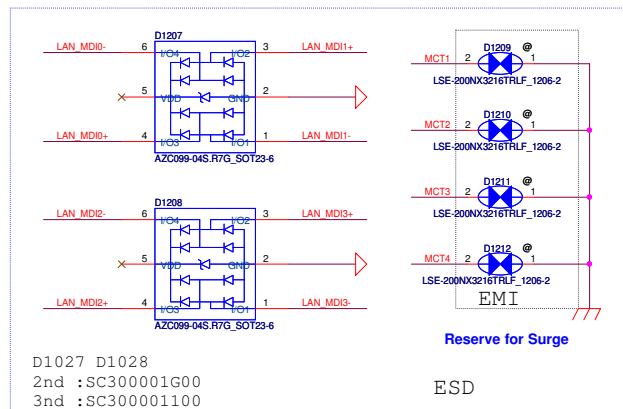 D1207
LAN_MDI0- 6 I/O4 I/O2 3 LAN_MDI1+
5 VDD GND 2
LAN_MDI0+ 4 I/O3 I/O1 1 LAN_MDI1-
AZC099-04S.R7G_SOT23-6
D1208
LAN_MDI2- 6 I/O4 I/O2 3 LAN_MDI3+
5 VDD GND 2
LAN_MDI2+ 4 I/O3 I/O1 1 LAN_MDI3-
AZC099-04S.R7G_SOT23-6
D1027 D1028
2nd :SC300001G00
3nd :SC300001100
D1209 @
MCT1 2 1
LSE-200NX3216TRLF_1206-2
D1210 @
MCT2 2 1
LSE-200NX3216TRLF_1206-2
D1211 @
MCT3 2 1
LSE-200NX3216TRLF_1206-2
D1212 @
MCT4 2 1
LSE-200NX3216TRLF_1206-2
EMI
Reserve for Surge
ESD